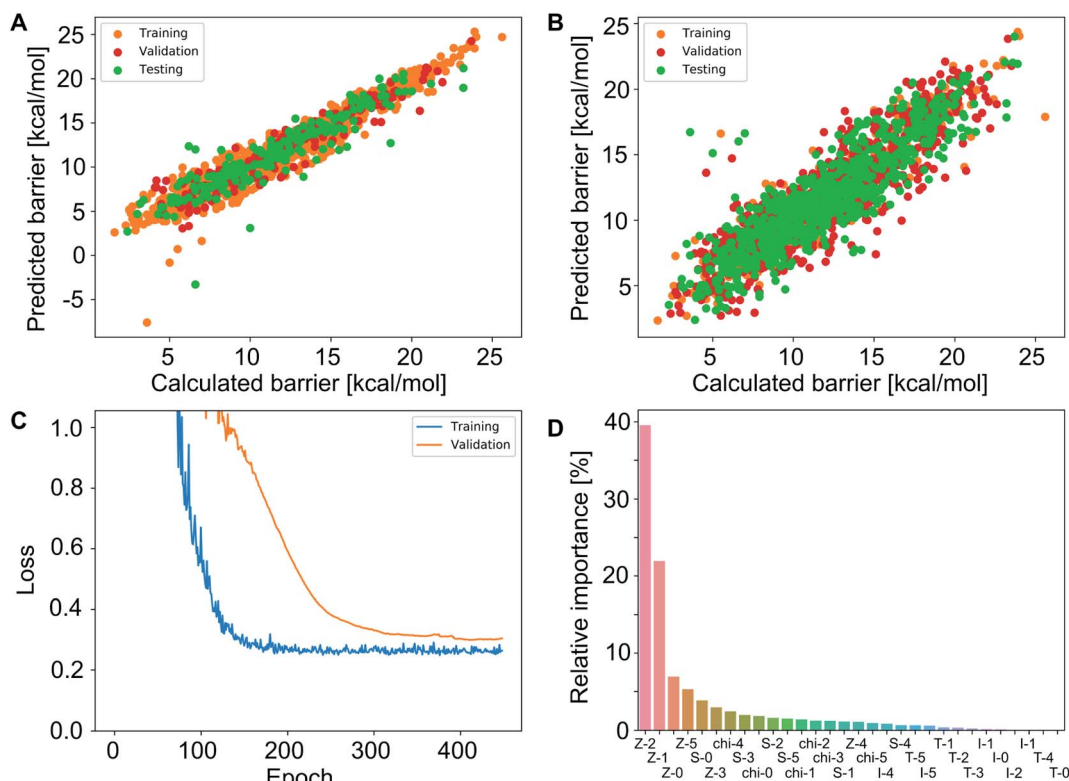 A
Training
Validation
Testing
25
20
15
10
5
0
-5
Predicted barrier [kcal/mol]
5 10 15 20 25
Calculated barrier [kcal/mol]
B
Training
Validation
Testing
25
20
15
10
5
Predicted barrier [kcal/mol]
5 10 15 20 25
Calculated barrier [kcal/mol]
C
Training
Validation
1.0
0.8
0.6
0.4
0.2
0.0
Loss
0 100 200 300 400
Epoch
D
40
30
20
10
0
Relative importance [%]
Z-2 Z-5 chi-4 S-2 chi-2 Z-4 S-4 T-1 I-1 I-1
Z-1 S-0 S-3 S-5 chi-3 chi-5 T-5 T-2 I-0 T-4
Z-0 Z-3 chi-0 chi-1 S-1 I-4 I-5 T-3 I-2 T-0